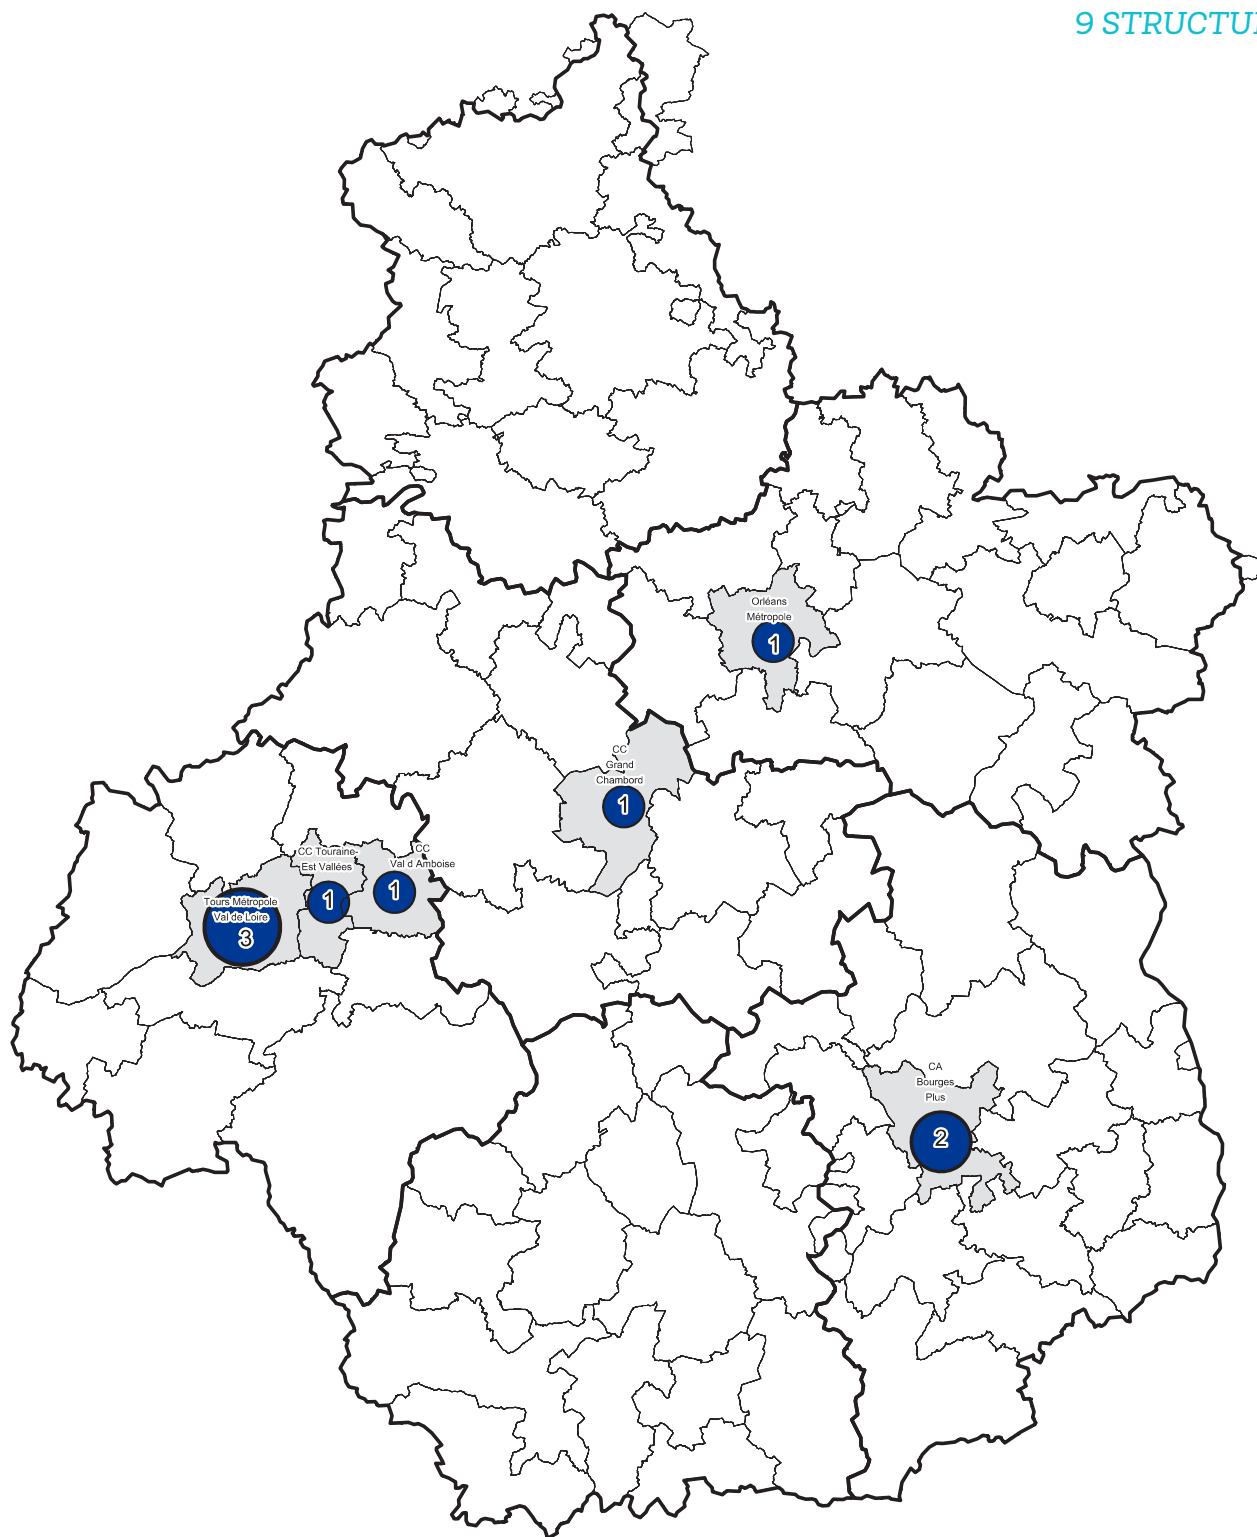 9 STRUCTU
Orléans
Métropole
1
CC
Grand
Chambord
1
CC Touraine-
Est Vallées
1
CC
Val d Amboise
1
Tours Métropole
Val de Loire
3
CA
Bourges
Plus
2